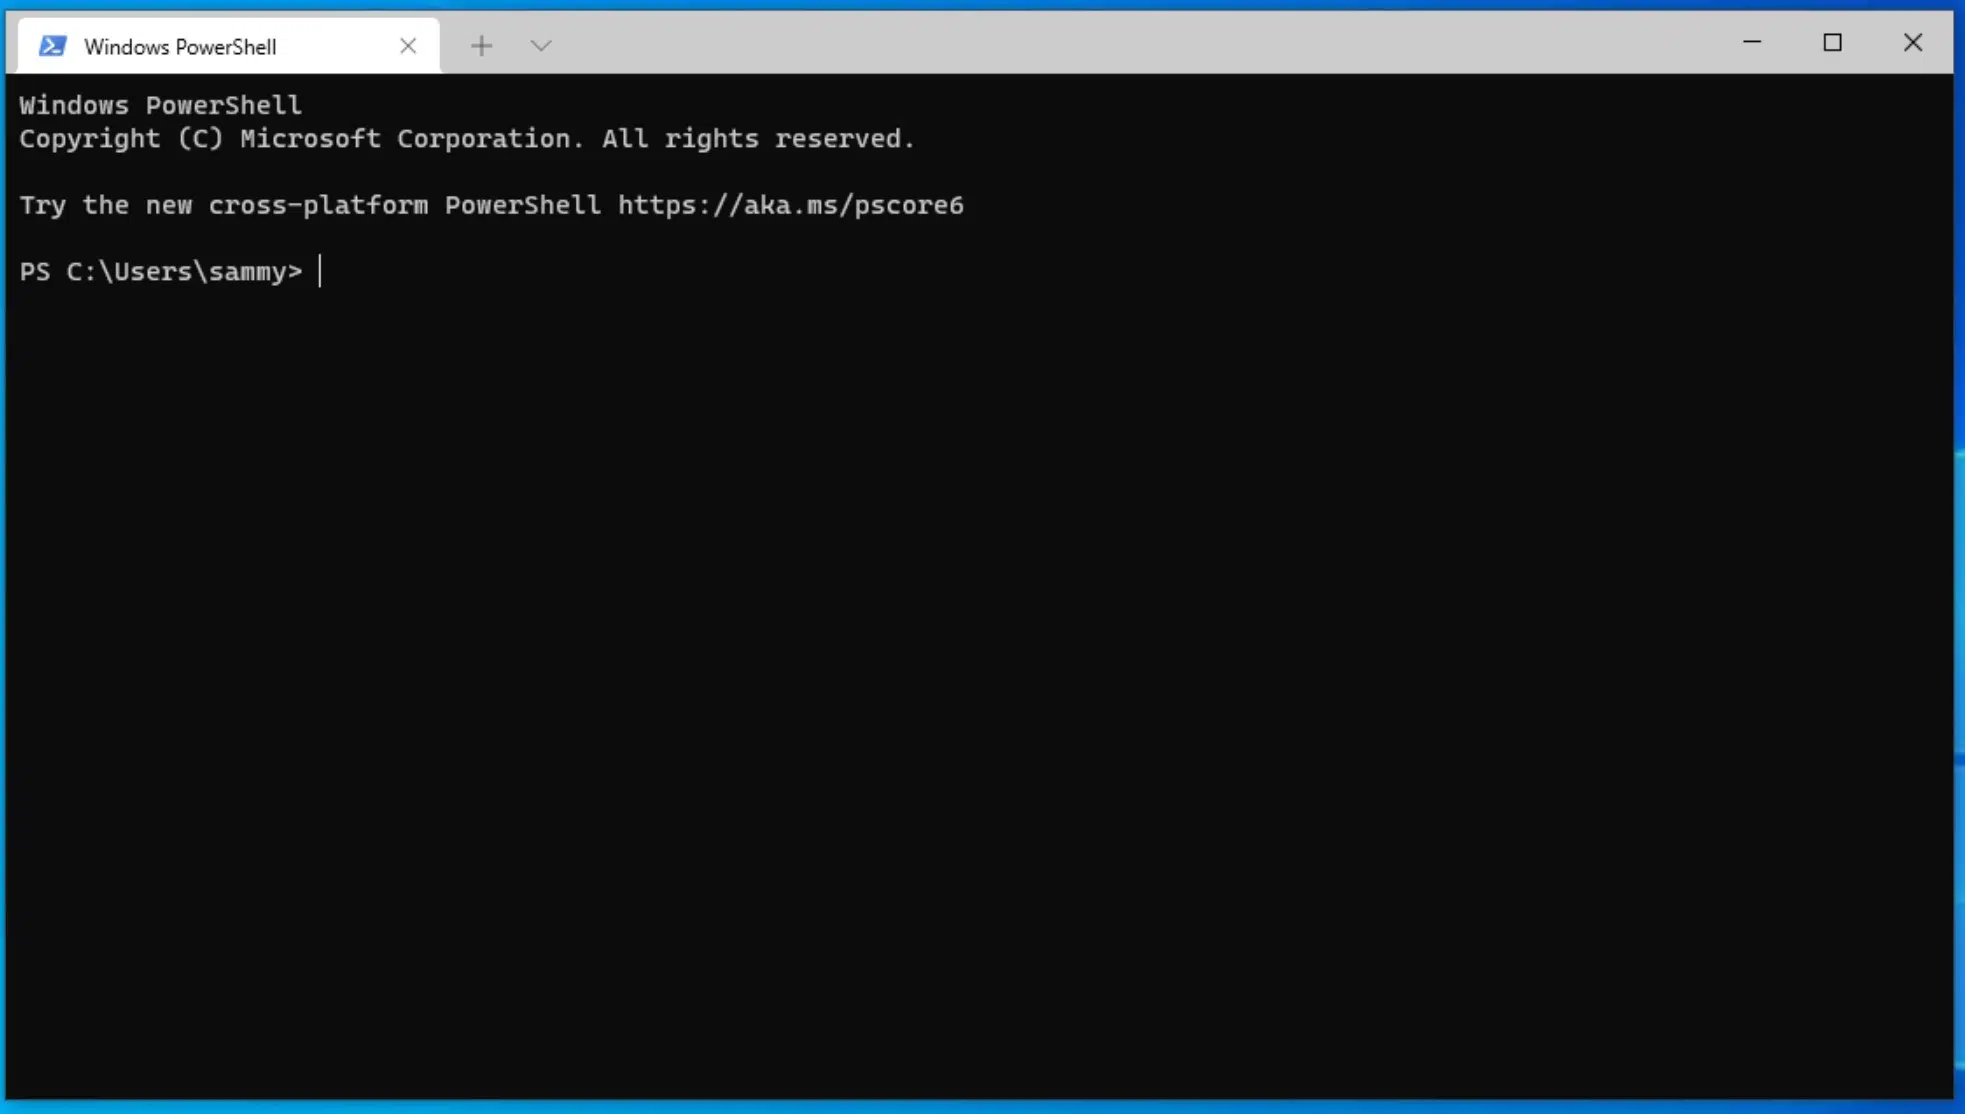 Windows PowerShell
Windows PowerShell
Copyright (C) Microsoft Corporation. All rights reserved.
Try the new cross-platform PowerShell https://aka.ms/pscore6
PS C:\Users\sammy>